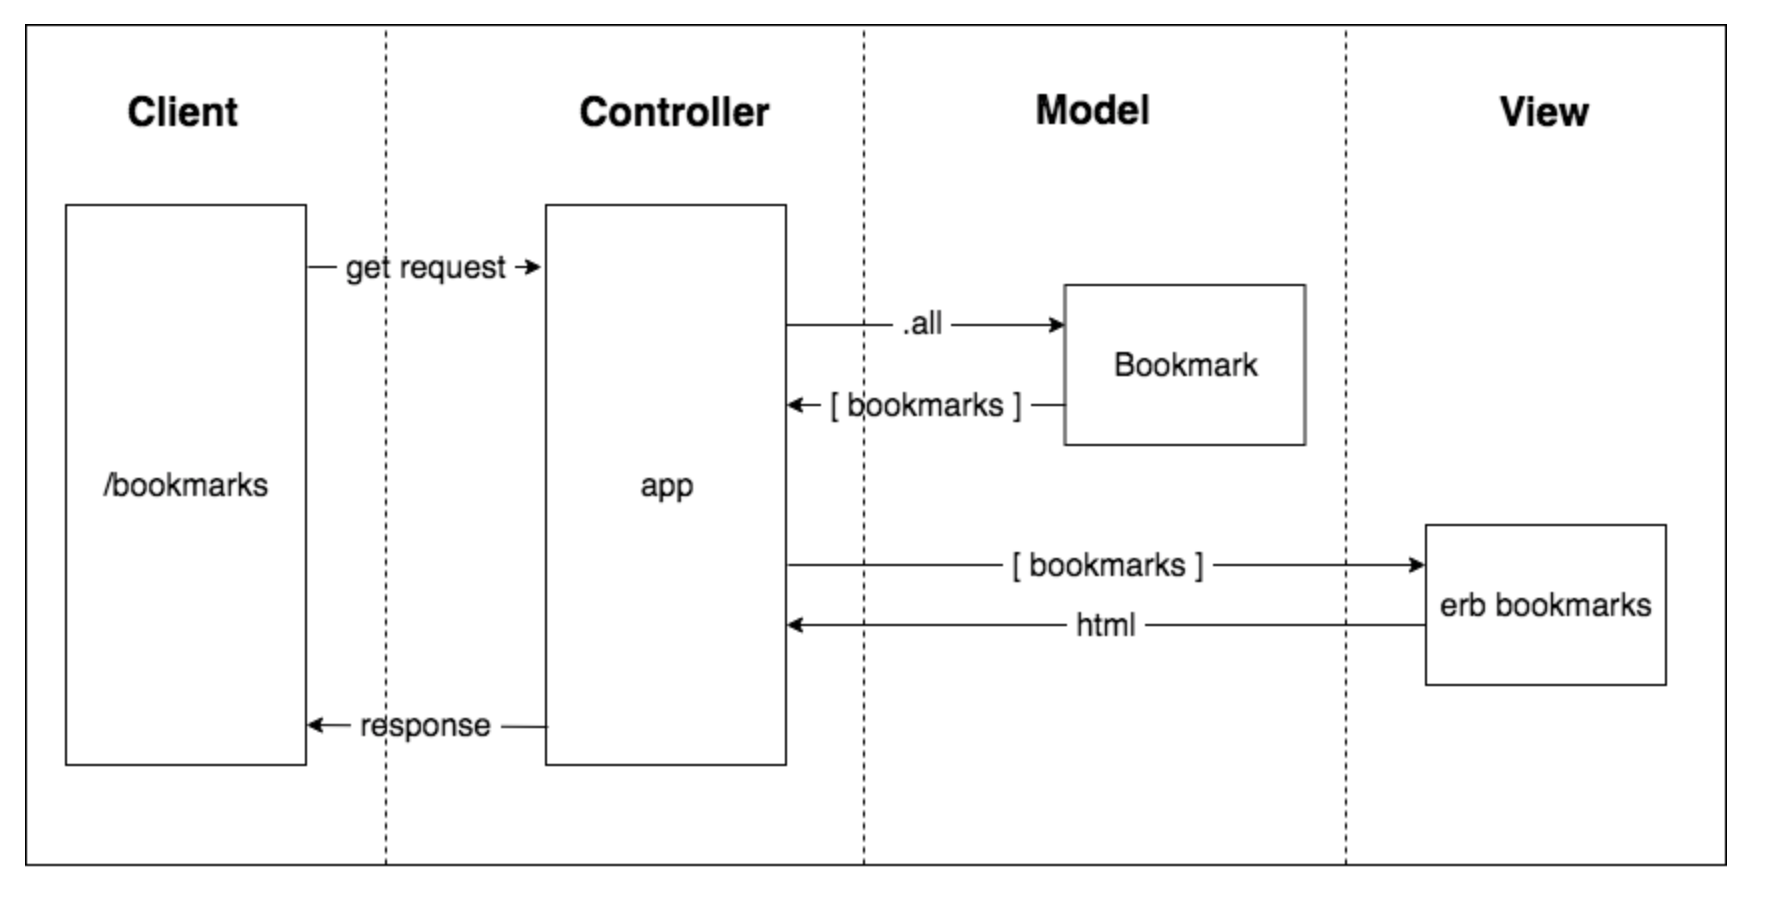 Client
Controller
Model
View
get request
.all
Bookmark
[ bookmarks ]
/bookmarks
app
[ bookmarks ]
erb bookmarks
html
response